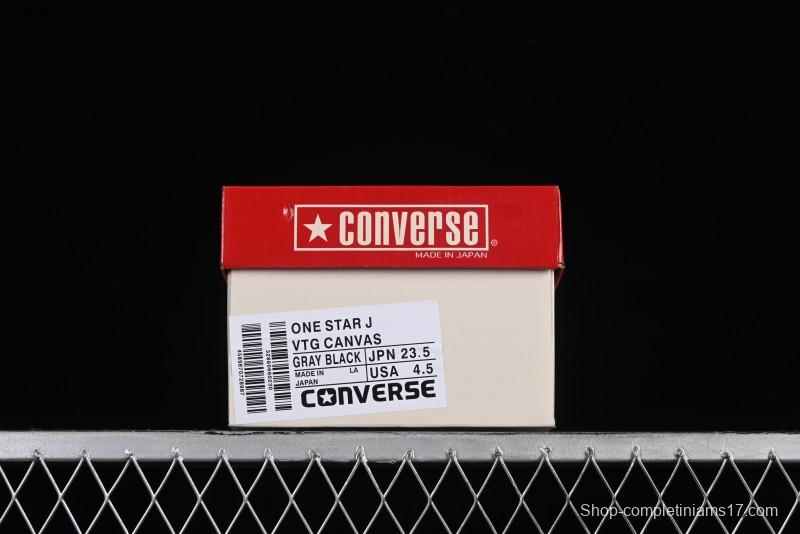 ★ CONVERSE ®
MADE IN JAPAN
ONE STAR J
VTG CANVAS
GRAY BLACK JPN 23.5
MADE IN JAPAN LA USA 4.5
CONVERSE
Shop-completiniams17.com